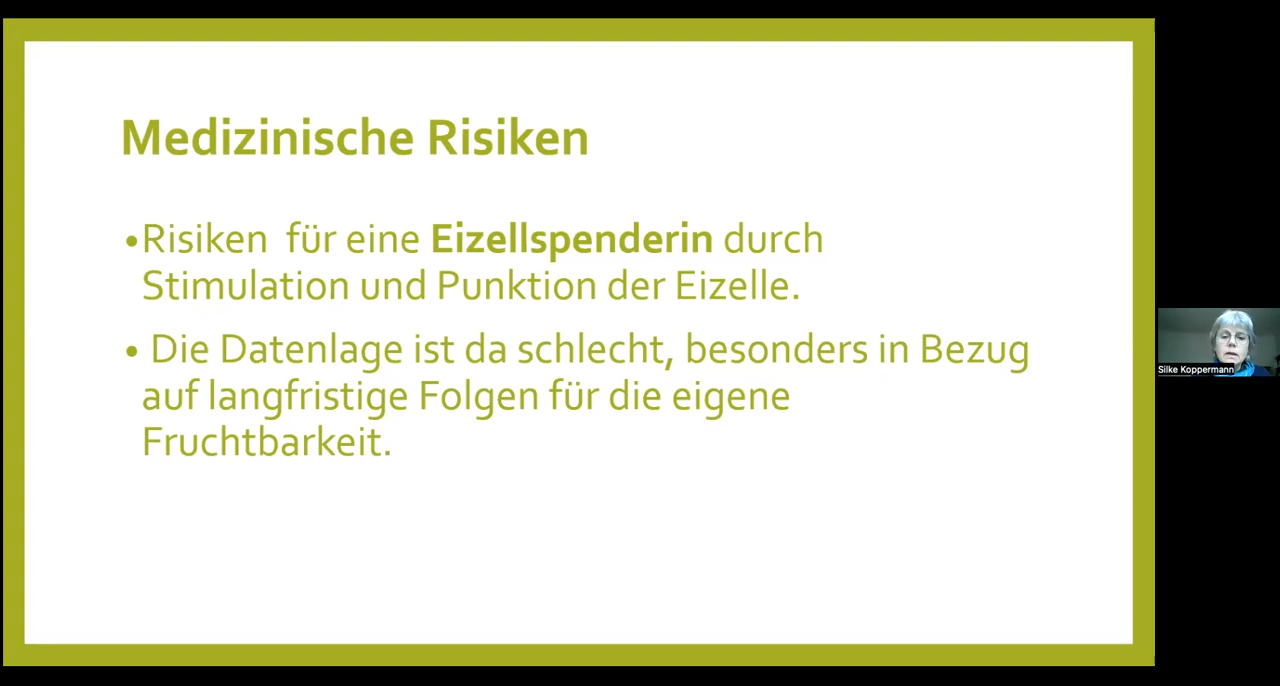 Medizinische Risiken
•Risiken  für eine Eizellspenderin durch
Stimulation und Punktion der Eizelle.
• Die Datenlage ist da schlecht, besonders in Bezug
auf langfristige Folgen für die eigene
Fruchtbarkeit.
Silke Koppermann